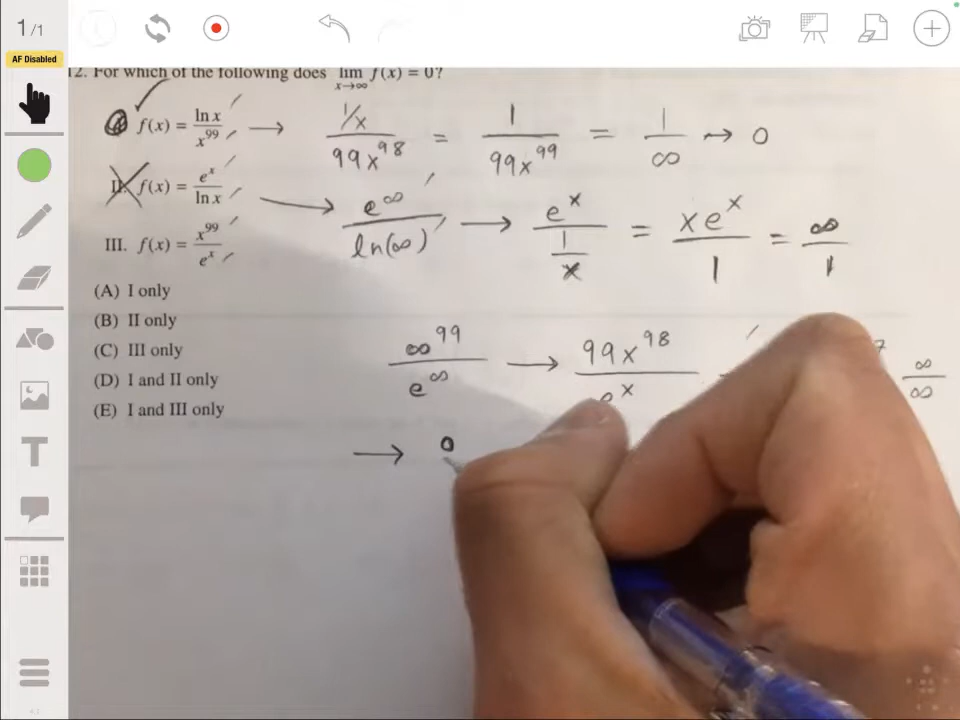 1/1
AF Disabled
12. For which of the following does lim x→∞ f(x) = 0?
I. f(x) = ln x / x^99 ′ ′ → (1/x) / (99x^98) = 1 / (99x^99) = 1/∞ → 0
II. f(x) = e^x / ln x ′ ′ → e^∞ / ln(∞) ′ ′ → e^x / (1/x) = xe^x / 1 = ∞/1
III. f(x) = x^99 / e^x ′ ′
(A) I only
(B) II only
(C) III only
(D) I and II only
(E) I and III only
∞^99 / e^∞ → 99x^98 / e^x ∞/∞
→ 0
T